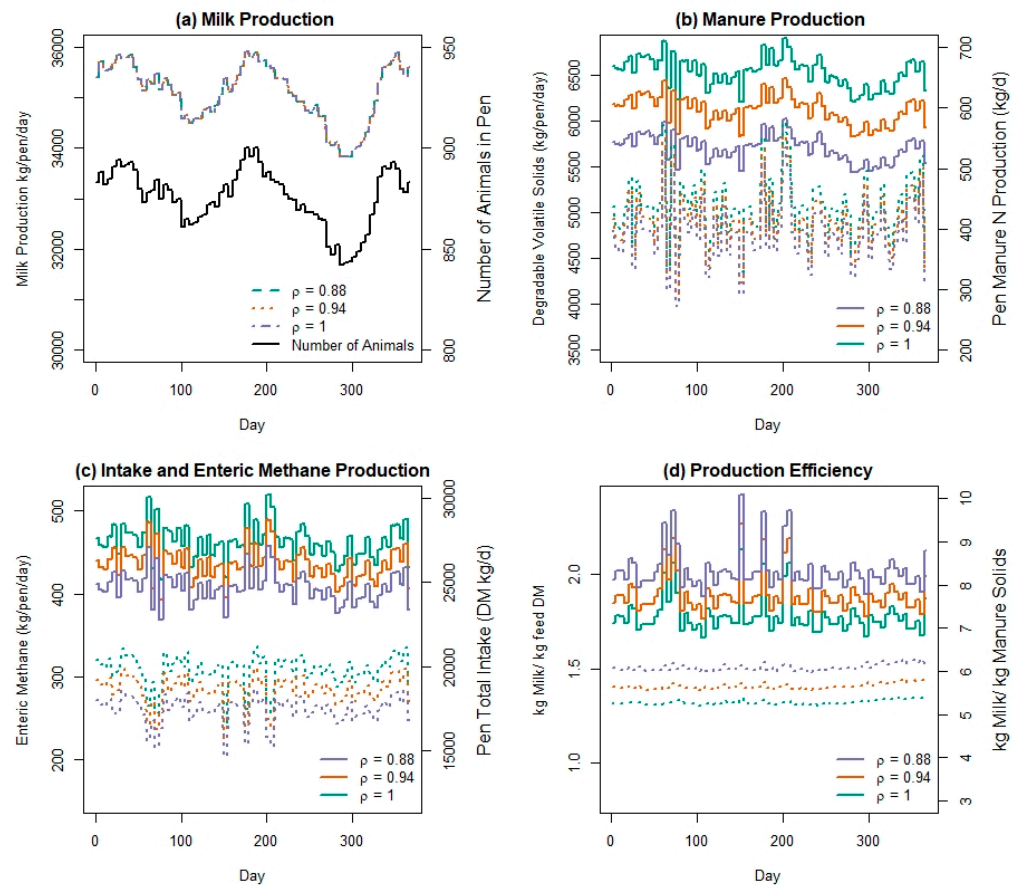 (a) Milk Production
Milk Production kg/pen/day
30000
32000
34000
36000
Number of Animals in Pen
800
850
900
950
ρ = 0.88
ρ = 0.94
ρ = 1
Number of Animals
0
100
200
300
Day
(b) Manure Production
Degradable Volatile Solids (kg/pen/day)
3500
4000
4500
5000
5500
6000
6500
Pen Manure N Production (kg/d)
200
300
400
500
600
700
ρ = 0.88
ρ = 0.94
ρ = 1
0
100
200
300
Day
(c) Intake and Enteric Methane Production
Enteric Methane (kg/pen/day)
200
300
400
500
Pen Total Intake (DM kg/d)
15000
20000
25000
30000
ρ = 0.88
ρ = 0.94
ρ = 1
0
100
200
300
Day
(d) Production Efficiency
kg Milk/ kg feed DM
1.0
1.5
2.0
kg Milk/ kg Manure Solids
3
4
5
6
7
8
9
10
ρ = 0.88
ρ = 0.94
ρ = 1
0
100
200
300
Day